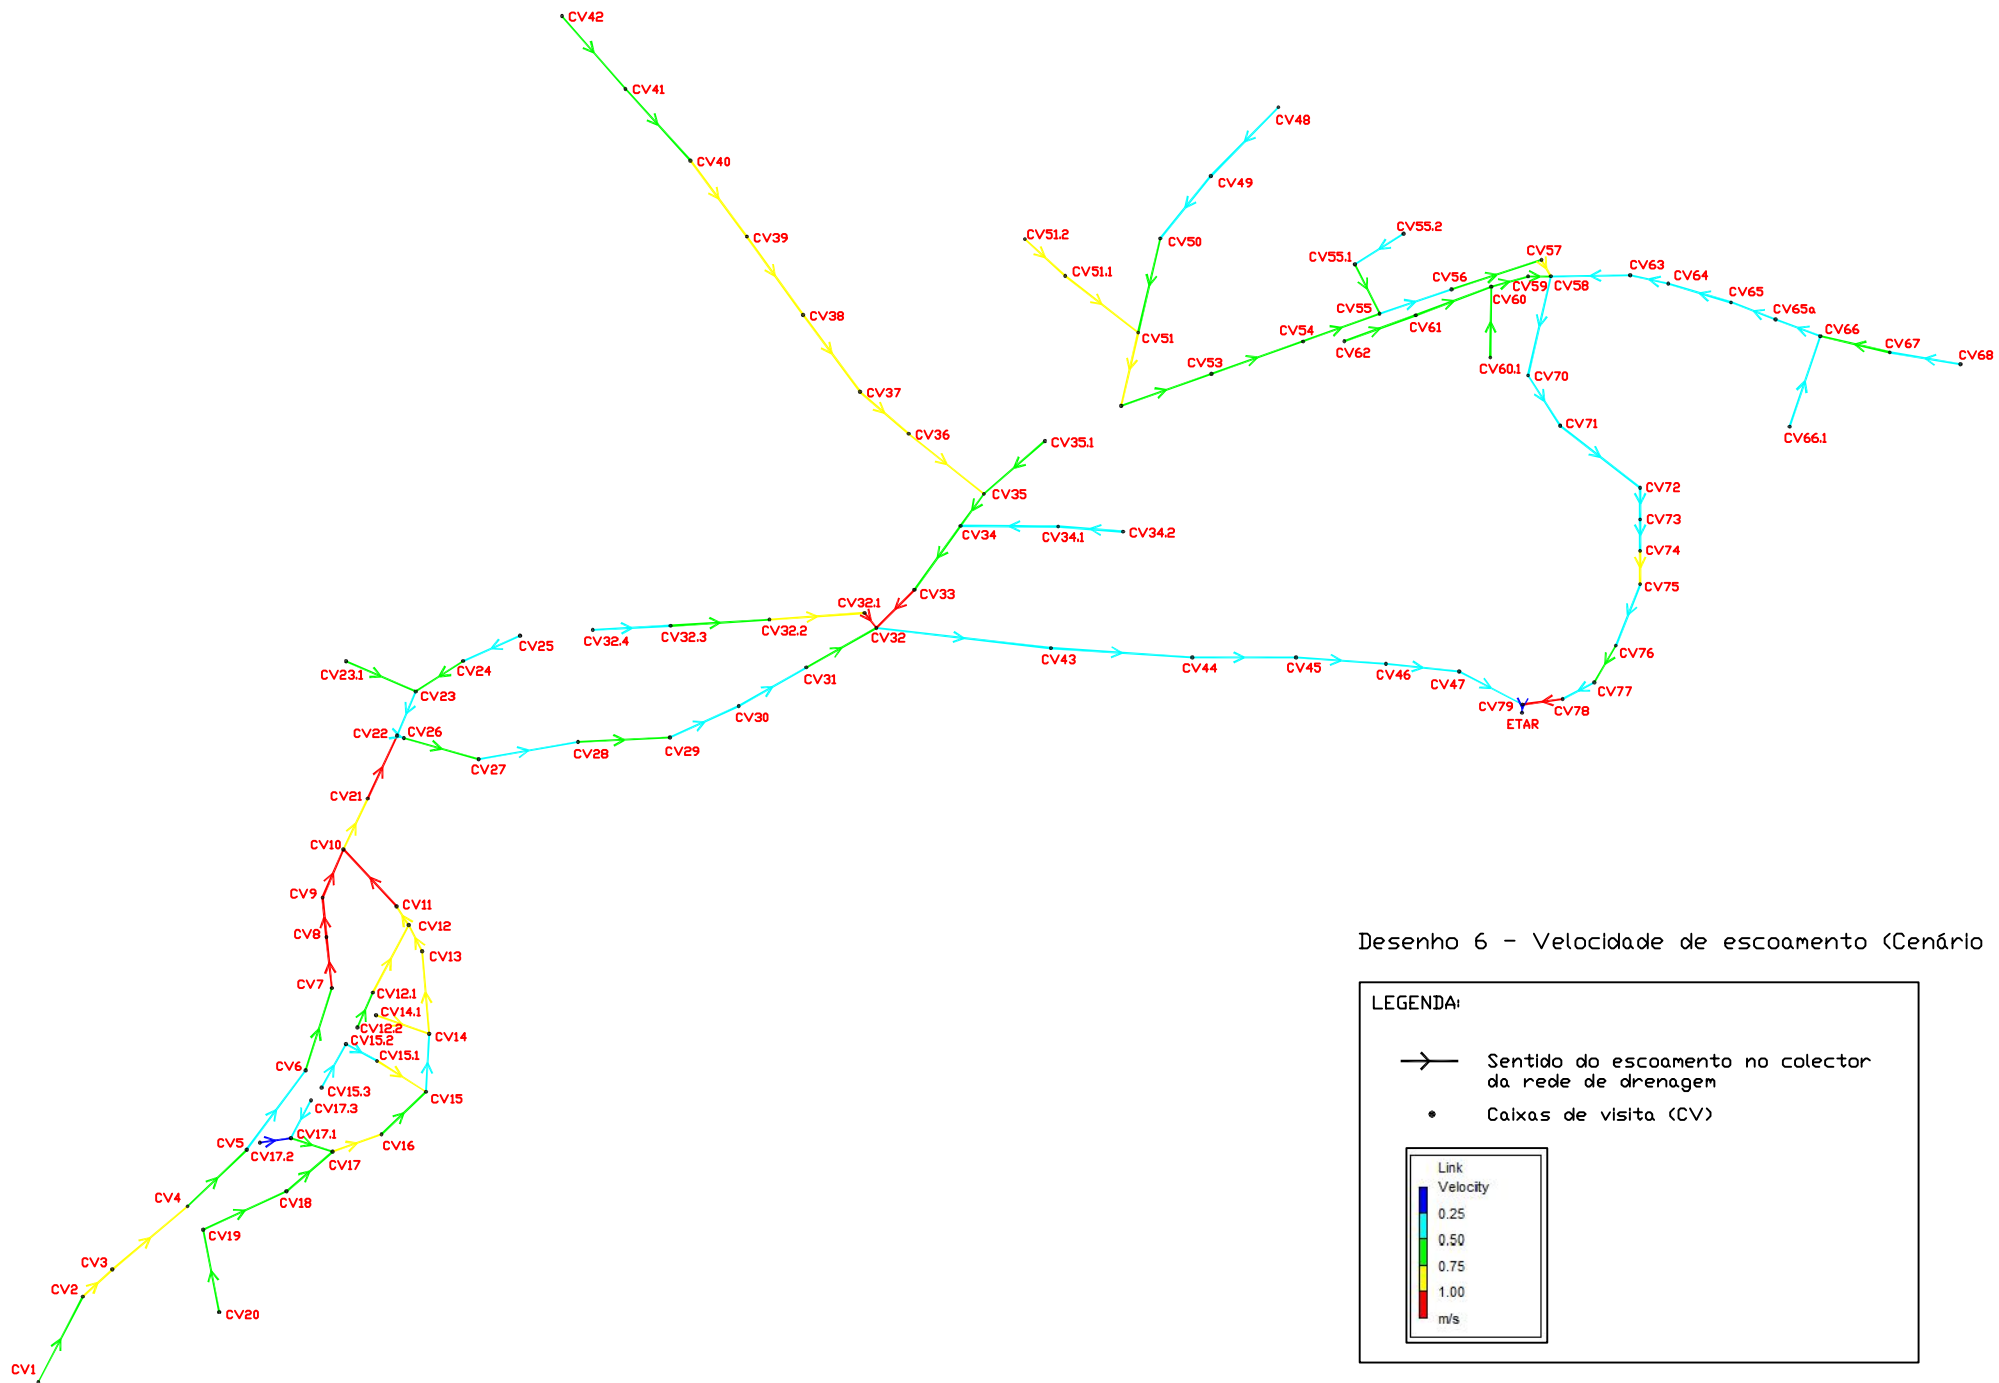 CV42
CV41
CV40
CV39
CV38
CV37
CV36
CV35.1
CV35
CV34
CV34.1
CV34.2
CV33
CV32.1
CV32
CV32.2
CV32.3
CV32.4
CV48
CV49
CV50
CV51.2
CV51.1
CV51
CV53
CV54
CV55
CV55.1
CV55.2
CV56
CV57
CV58
CV59
CV60
CV60.1
CV61
CV62
CV63
CV64
CV65
CV65a
CV66
CV66.1
CV67
CV68
CV70
CV71
CV72
CV73
CV74
CV75
CV76
CV77
CV78
CV79
ETAR
CV43
CV44
CV45
CV46
CV47
CV25
CV24
CV23.1
CV23
CV22
CV26
CV27
CV28
CV29
CV30
CV31
CV21
CV10
CV9
CV8
CV7
CV11
CV12
CV13
CV12.1
CV14.1
CV12.2
CV14
CV15.2
CV15.1
CV15.3
CV15
CV17.3
CV17.1
CV17.2
CV17
CV16
CV6
CV5
CV4
CV18
CV19
CV20
CV3
CV2
CV1
Desenho 6 - Velocidade de escoamento (Cenário
LEGENDA:
Sentido do escoamento no colector
da rede de drenagem
Caixas de visita (CV)
Link
Velocity
0.25
0.50
0.75
1.00
m/s